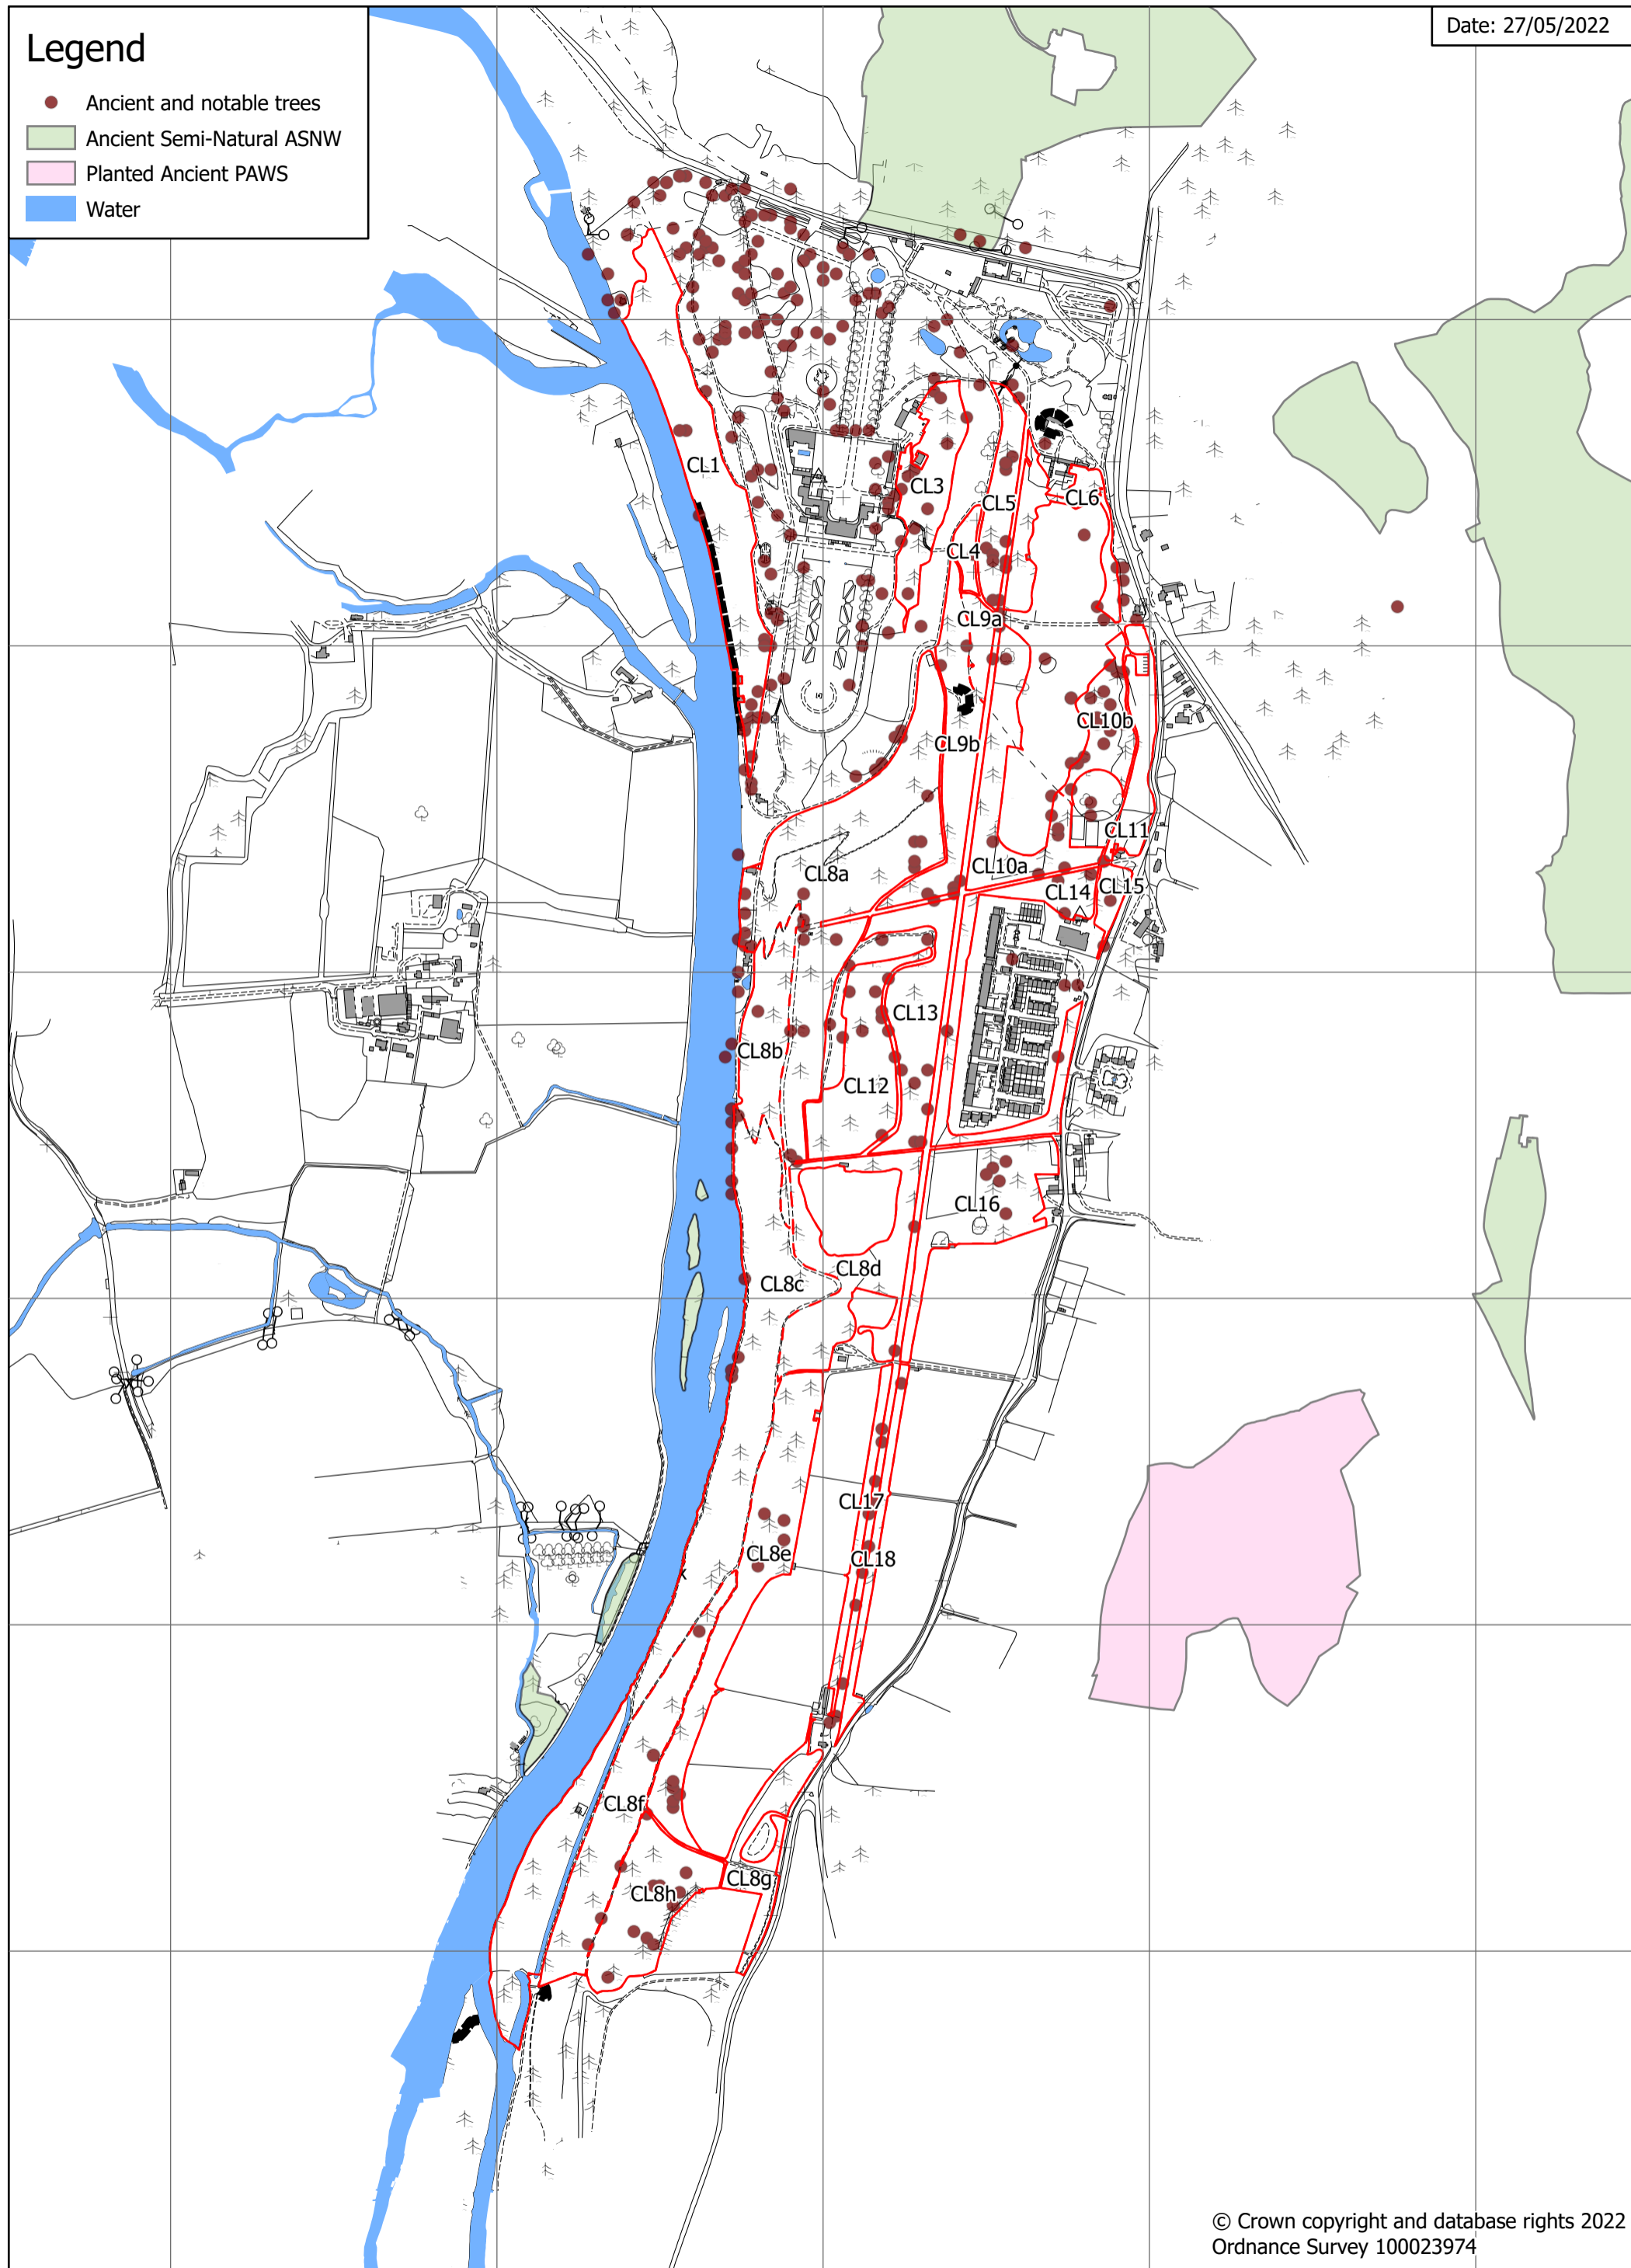 Date: 27/05/2022
Legend
Ancient and notable trees
Ancient Semi-Natural ASNW
Planted Ancient PAWS
Water
CL1
CL3
CL5
CL6
CL4
CL9a
CL10b
CL9b
CL11
CL8a
CL10a
CL14
CL15
CL13
CL8b
CL12
CL16
CL8d
CL8c
CL17
CL8e
CL18
CL8f
CL8g
CL8h
© Crown copyright and database rights 2022
Ordnance Survey 100023974